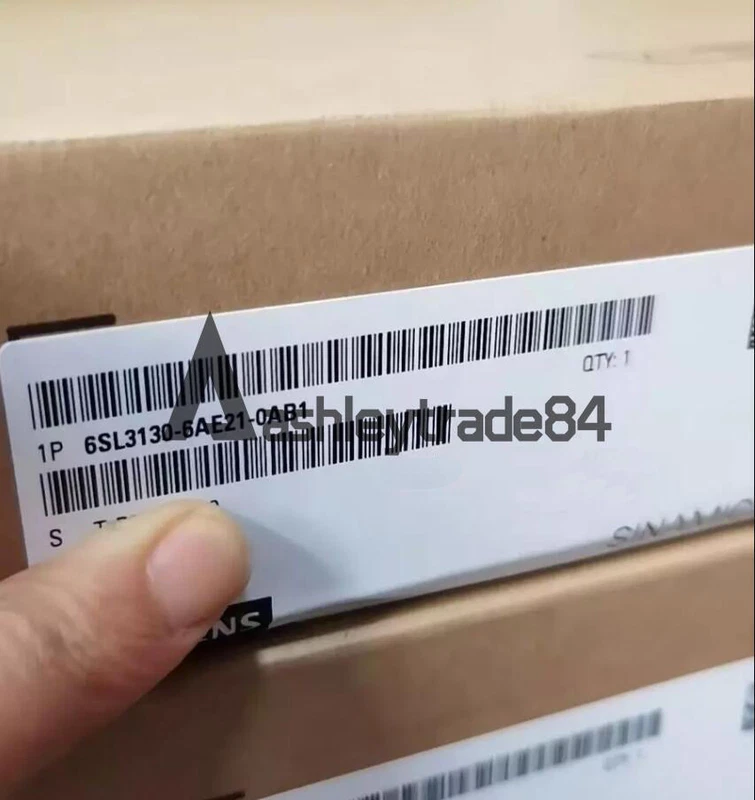 QTY: 1
1P 6SL3130-6AE21-0AB1
Ashleytrade84
S